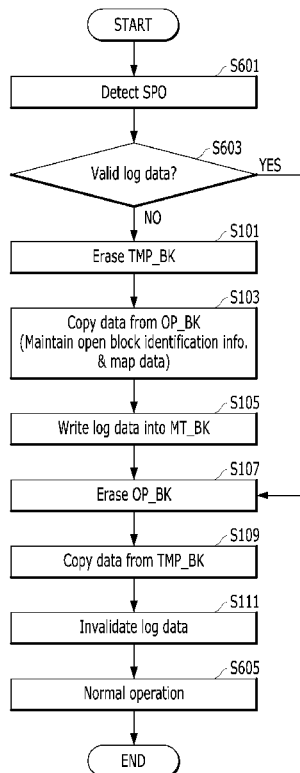 START
S601
Detect SPO
S603
Valid log data?
YES
NO
S101
Erase TMP_BK
S103
Copy data from OP_BK
(Maintain open block identification info.
& map data)
S105
Write log data into MT_BK
S107
Erase OP_BK
S109
Copy data from TMP_BK
S111
Invalidate log data
S605
Normal operation
END